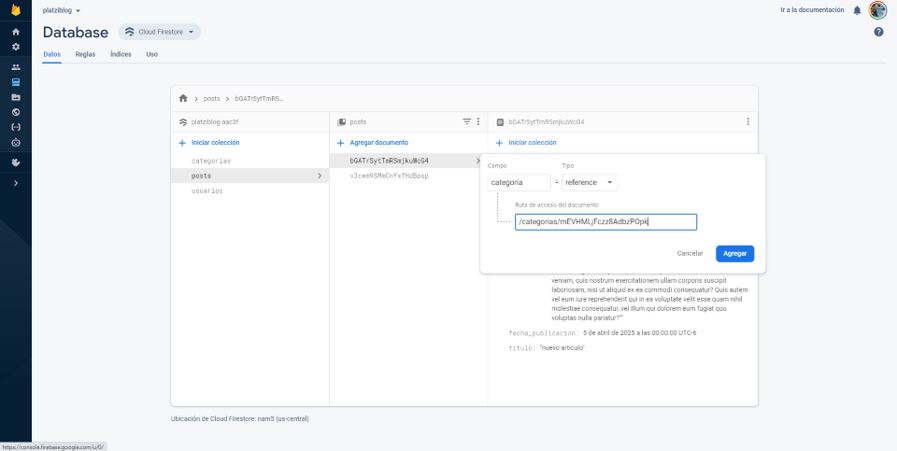 platziblog
Ir a la documentación
Database
Cloud Firestore
Datos
Reglas
Índices
Uso
posts
bGATrSytTmRS...
platziblog-aac3f
posts
bGATrSytTmRSmjkuWcG4
Iniciar colección
Agregar documento
Iniciar colección
categorias
posts
usuarios
bGATrSytTmRSmjkuWcG4
v3cem9SMmCnYxfHcBpsp
Campo
Tipo
categoria
=
reference
Ruta de acceso del documento
/categorias/mEVHMLjFczz8AdbzPOpk
Cancelar
Agregar
veniam, quis nostrum exercitationem ullam corporis suscipit
laboriosam, nisi ut aliquid ex ea commodi consequatur? Quis autem
vel eum iure reprehendit qui in ea voluptate velit esse quam nihil
molestiae consequatur, vel illum qui dolorem eum fugiat quo
voluptas nulla pariatur?"
fecha_publicacion: 5 de abril de 2025 a las 00:00:00 UTC-6
titulo: "nuevo articulo"
Ubicación de Cloud Firestore: nam5 (us-central)
https://console.firebase.google.com/u/0/